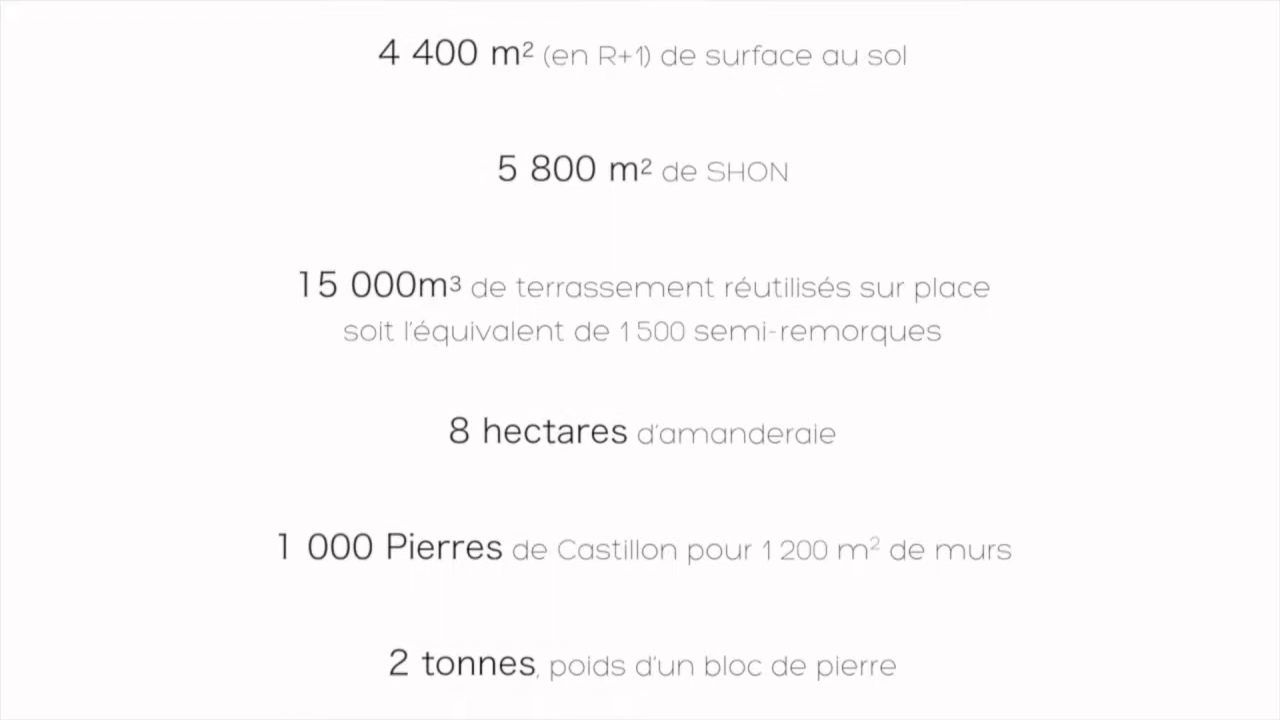 4 400 m² (en R+1) de surface au sol
5 800 m² de SHON
15 000m³ de terrassement réutilisés sur place
soit l'équivalent de 1 500 semi-remorques
8 hectares d'amanderaie
1 000 Pierres de Castillon pour 1 200 m² de murs
2 tonnes, poids d'un bloc de pierre